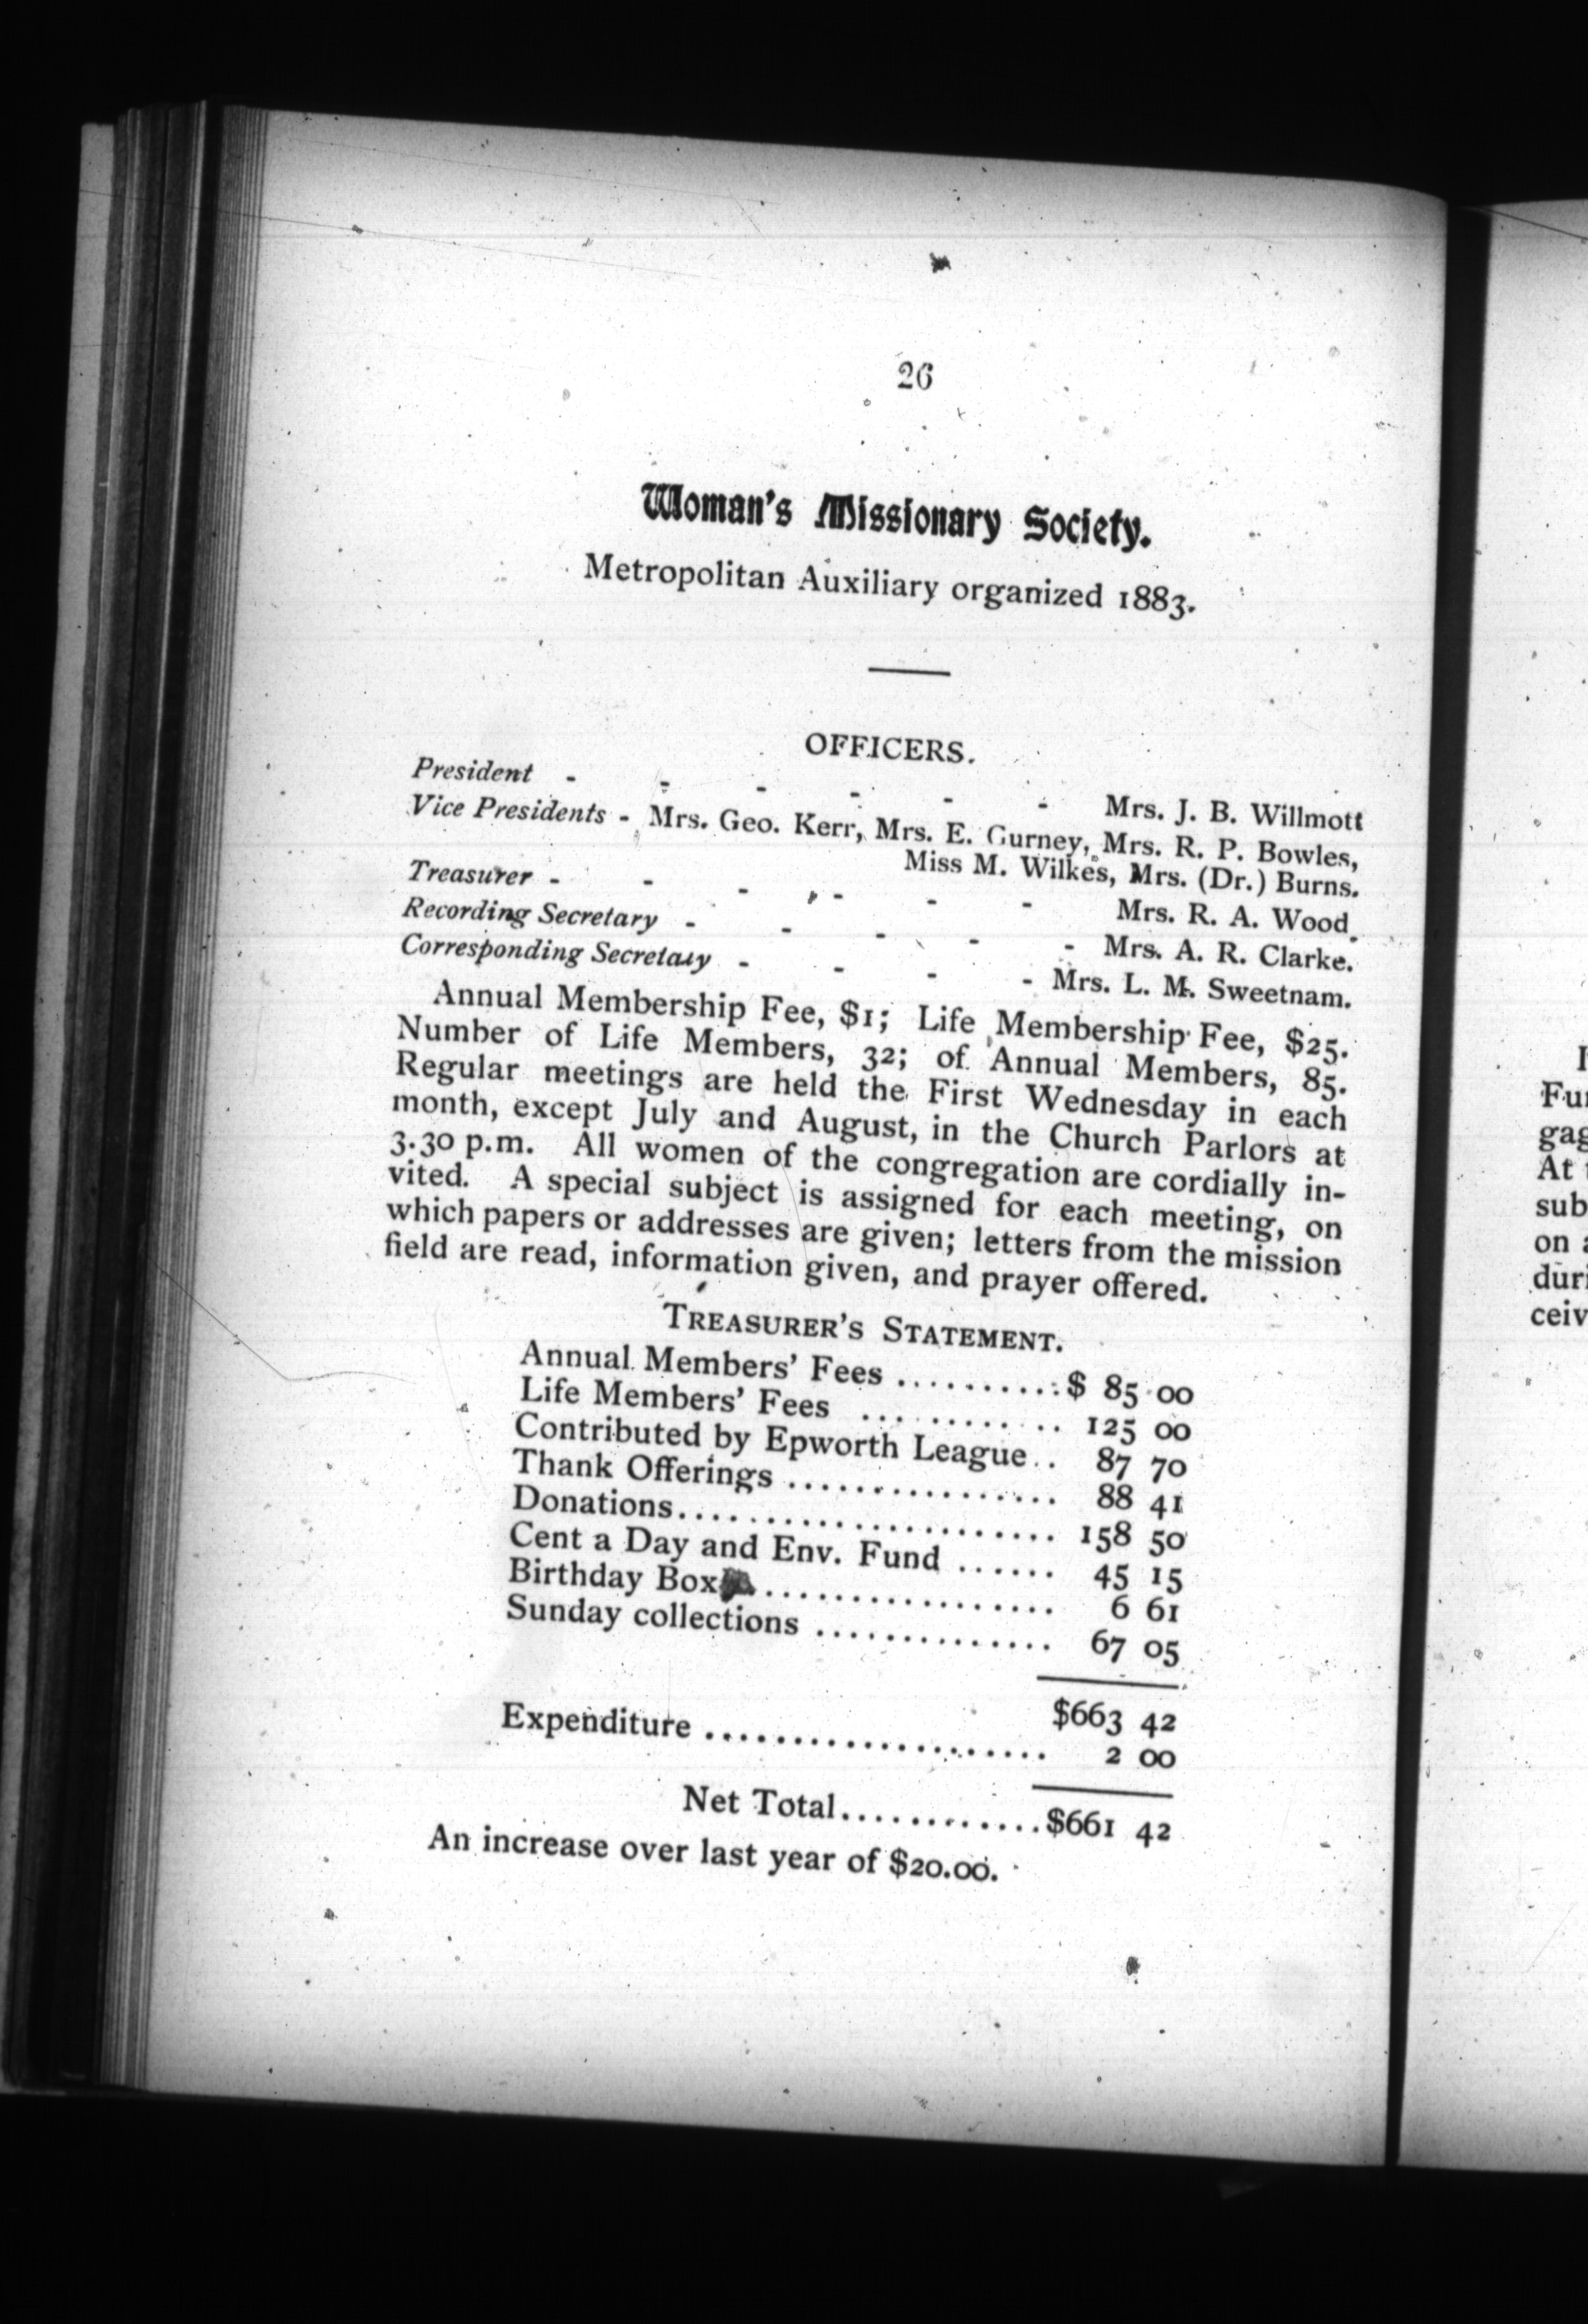 26
Woman's Missionary Society.
Metropolitan Auxiliary organized 1883.
OFFICERS.
President - - - - - - Mrs. J. B. Willmott
Vice Presidents - Mrs. Geo. Kerr, Mrs. E. Gurney, Mrs. R. P. Bowles,
Miss M. Wilkes, Mrs. (Dr.) Burns.
Treasurer - - - - - - Mrs. R. A. Wood.
Recording Secretary - - - - - Mrs. A. R. Clarke.
Corresponding Secretary - - - - Mrs. L. M. Sweetnam.
Annual Membership Fee, $1; Life Membership Fee, $25.
Number of Life Members, 32; of Annual Members, 85.
Regular meetings are held the First Wednesday in each
month, except July and August, in the Church Parlors at
3.30 p.m. All women of the congregation are cordially in-
vited. A special subject is assigned for each meeting, on
which papers or addresses are given; letters from the mission
field are read, information given, and prayer offered.
TREASURER'S STATEMENT.
Annual Members' Fees ..........$ 85 00
Life Members' Fees ............ 125 00
Contributed by Epworth League.. 87 70
Thank Offerings ................ 88 41
Donations....................... 158 50
Cent a Day and Env. Fund ...... 45 15
Birthday Box .................. 6 61
Sunday collections .............. 67 05
$663 42
Expenditure .................... 2 00
Net Total............$661 42
An increase over last year of $20.00.
Fu
gag
At
sub
on
duri
ceiv